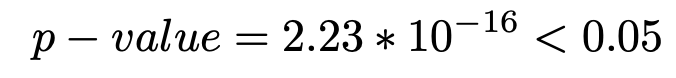 p − value = 2.23 ∗ 10⁻¹⁶ < 0.05